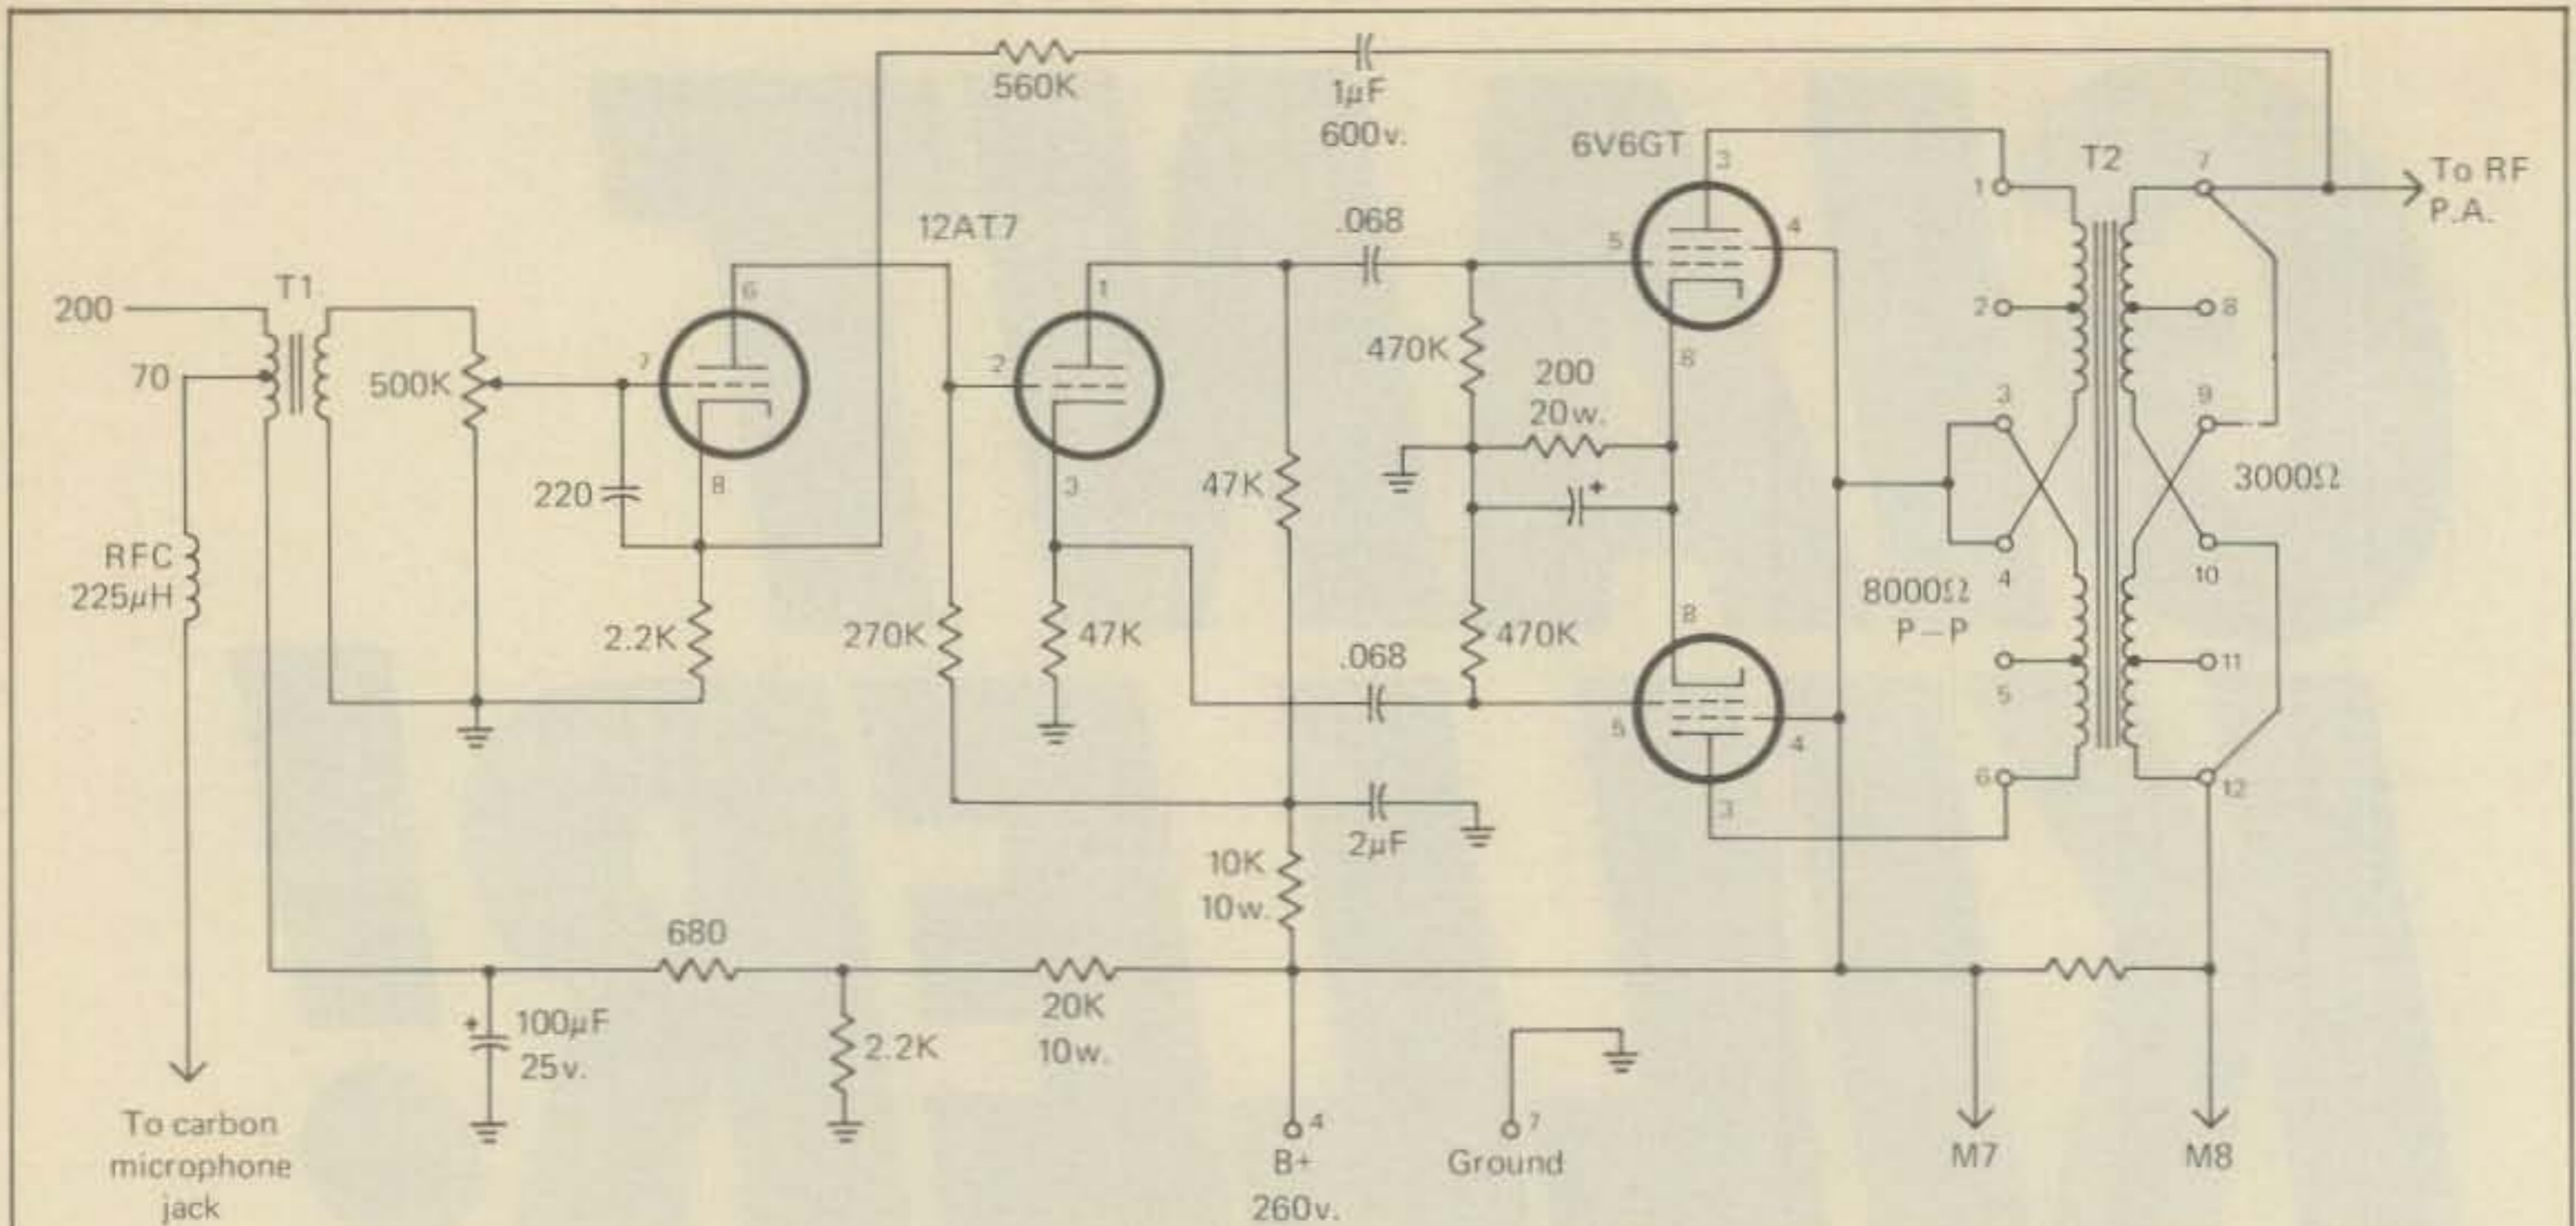 560K
1µF
600v.
6V6GT
3
T2
7
To RF
P.A.
1
4
5
.068
12AT7
200
T1
6
1
2
8
70
500K
7
2
470K
200
20w.
8
3
9
220
8
3
47K
3000Ω
RFC
225µH
4
10
8000Ω
P-P
2.2K
270K
47K
470K
8
.068
5
11
5
4
6
12
3
2µF
10K
10w.
680
20K
10w.
100µF
25v.
2.2K
To carbon
microphone
jack
4
B+
260v.
7
Ground
M7
M8